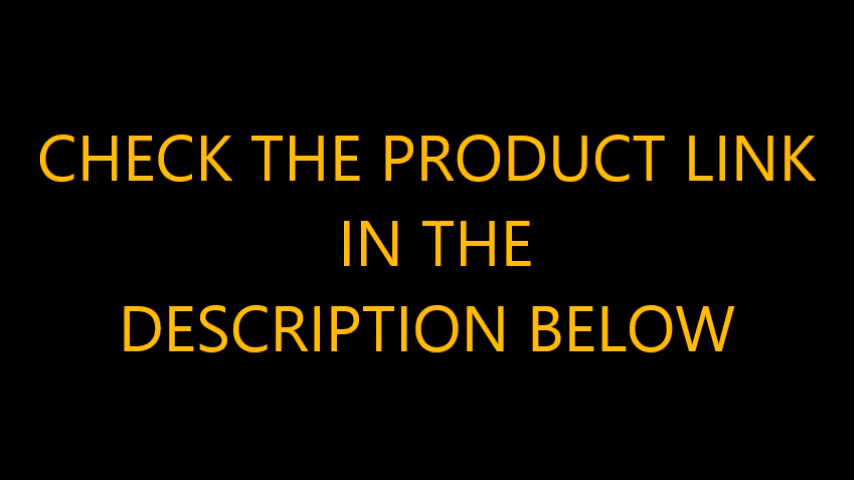 CHECK THE PRODUCT LINK
IN THE
DESCRIPTION BELOW